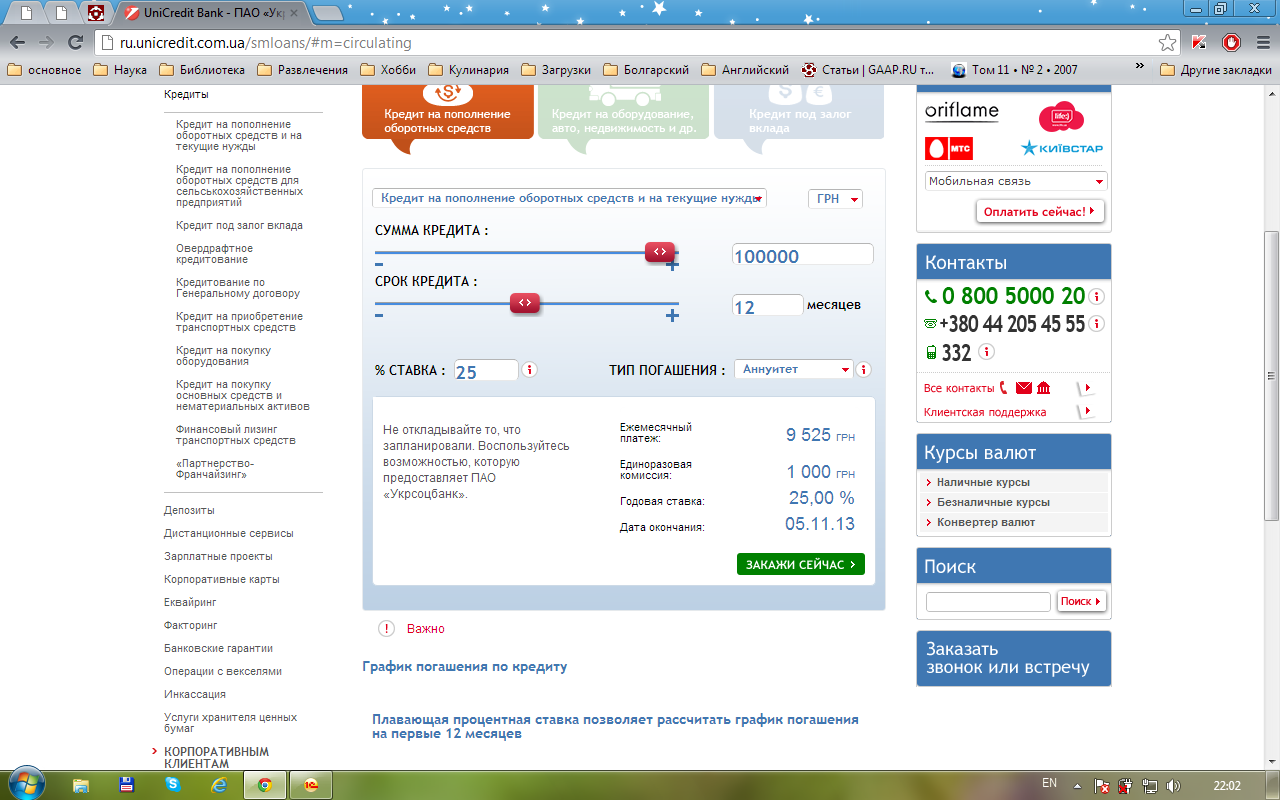 UniCredit Bank - ПАО «Укр
ru.unicredit.com.ua/smloans/#m=circulating
основное
Наука
Библиотека
Развлечения
Хобби
Кулинария
Загрузки
Болгарский
Английский
Статьи | GAAP.RU т...
Том 11 • № 2 • 2007
»
Другие закладки
Кредиты
Кредит на пополнение
оборотных средств и на
текущие нужды
Кредит на пополнение
оборотных средств для
сельскохозяйственных
предприятий
Кредит под залог вклада
Овердрафтное
кредитование
Кредитование по
Генеральному договору
Кредит на приобретение
транспортных средств
Кредит на покупку
оборудования
Кредит на покупку
основных средств и
нематериальных активов
Финансовый лизинг
транспортных средств
«Партнерство-
Франчайзинг»
Депозиты
Дистанционные сервисы
Зарплатные проекты
Корпоративные карты
Еквайринг
Факторинг
Банковские гарантии
Операции с векселями
Инкассация
Услуги хранителя ценных
бумаг
КОРПОРАТИВНЫМ
КЛИЕНТАМ
Кредит на пополнение
оборотных средств
Кредит на оборудование,
авто, недвижимость и др.
Кредит под залог
вклада
Кредит на пополнение оборотных средств и на текущие нужды
ГРН
СУММА КРЕДИТА :
- +
100000
СРОК КРЕДИТА :
- +
12 месяцев
% СТАВКА : 25
ТИП ПОГАШЕНИЯ : Аннуитет
Не откладывайте то, что
запланировали. Воспользуйтесь
возможностью, которую
предоставляет ПАО
«Укрсоцбанк».
Ежемесячный
платеж:
9 525 ГРН
Единоразовая
комиссия:
1 000 ГРН
Годовая ставка: 25,00 %
Дата окончания: 05.11.13
ЗАКАЖИ СЕЙЧАС
! Важно
График погашения по кредиту
Плавающая процентная ставка позволяет рассчитать график погашения
на первые 12 месяцев
oriflame
life:)
МТС
КИЇВСТАР
Мобильная связь
Оплатить сейчас!
Контакты
0 800 5000 20
+380 44 205 45 55
332
Все контакты
Клиентская поддержка
Курсы валют
Наличные курсы
Безналичные курсы
Конвертер валют
Поиск
Поиск
Заказать
звонок или встречу
EN
22:02